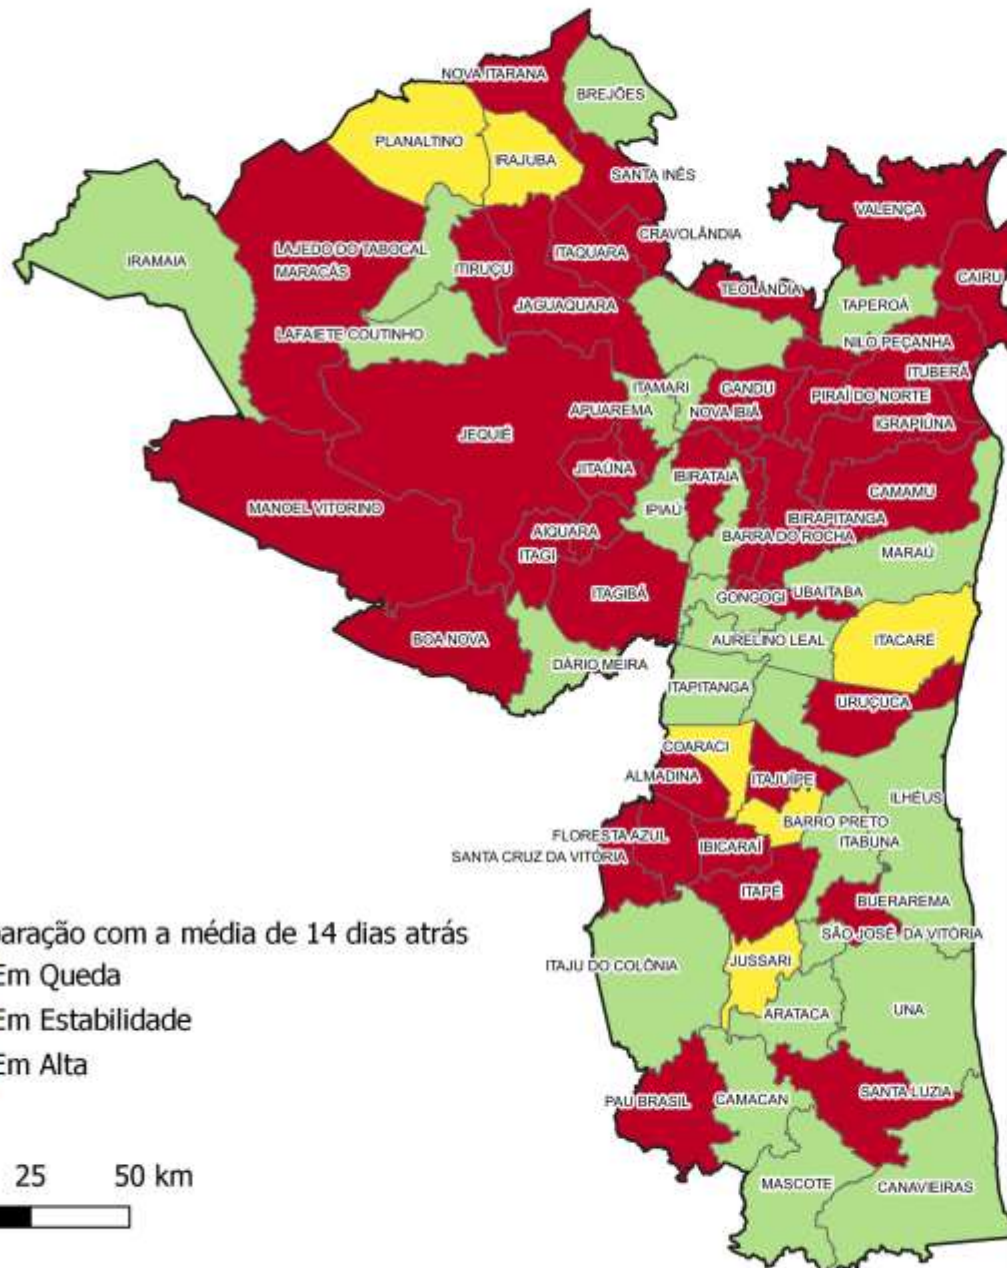 NOVA ITARANA
BREJÕES
PLANALTINO
IRAJUBA
SANTA INÊS
VALENÇA
CRAVOLÂNDIA
LAJEDO DO TABOCAL
ITAQUARA
IRAMAIA
ITIRUÇU
MARACÁS
CAIRU
TEOLÂNDIA
JAGUAQUARA
TAPEROÁ
LAFAIETE COUTINHO
NILO PEÇANHA
ITUBERÁ
ITAMARI
GANDU
PIRAÍ DO NORTE
APUAREMA
NOVA IBIÁ
IGRAPIÚNA
JEQUIÉ
JITAÚNA
IBIRATAIA
CAMAMU
MANOEL VITORINO
IPIAÚ
IBIRAPITANGA
AIQUARA
BARRA DO ROCHA
ITAGI
MARAÚ
ITAGIBÁ
GONGOGI
UBAITABA
BOA NOVA
AURELINO LEAL
ITACARÉ
DÁRIO MEIRA
ITAPITANGA
URUÇUCA
COARACI
ALMADINA
ITAJUÍPE
ILHÉUS
BARRO PRETO
FLORESTA AZUL
IBICARAÍ
ITABUNA
SANTA CRUZ DA VITÓRIA
ITAPÉ
BUERAREMA
SÃO JOSÉ DA VITÓRIA
ITAJU DO COLÔNIA
JUSSARI
UNA
ARATACA
SANTA LUZIA
PAU BRASIL
CAMACAN
MASCOTE
CANAVIEIRAS
paração com a média de 14 dias atrás
Em Queda
Em Estabilidade
Em Alta
25 50 km